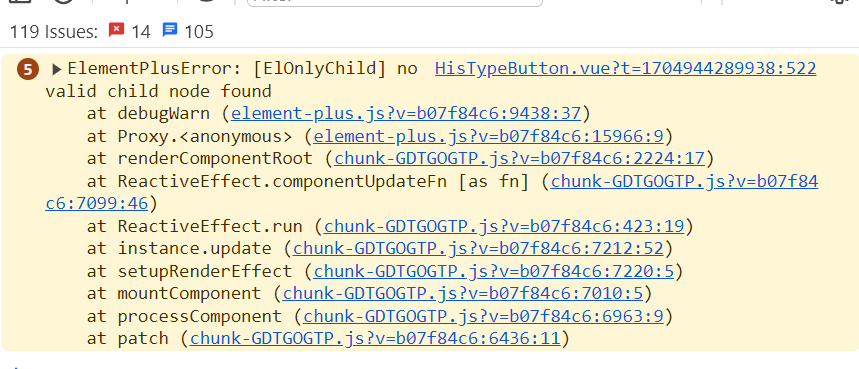 119 Issues: 14 105
5 ElementPlusError: [ElOnlyChild] no HisTypeButton.vue?t=1704944289938:522
valid child node found
at debugWarn (element-plus.js?v=b07f84c6:9438:37)
at Proxy.<anonymous> (element-plus.js?v=b07f84c6:15966:9)
at renderComponentRoot (chunk-GDTGOGTP.js?v=b07f84c6:2224:17)
at ReactiveEffect.componentUpdateFn [as fn] (chunk-GDTGOGTP.js?v=b07f84
c6:7099:46)
at ReactiveEffect.run (chunk-GDTGOGTP.js?v=b07f84c6:423:19)
at instance.update (chunk-GDTGOGTP.js?v=b07f84c6:7212:52)
at setupRenderEffect (chunk-GDTGOGTP.js?v=b07f84c6:7220:5)
at mountComponent (chunk-GDTGOGTP.js?v=b07f84c6:7010:5)
at processComponent (chunk-GDTGOGTP.js?v=b07f84c6:6963:9)
at patch (chunk-GDTGOGTP.js?v=b07f84c6:6436:11)